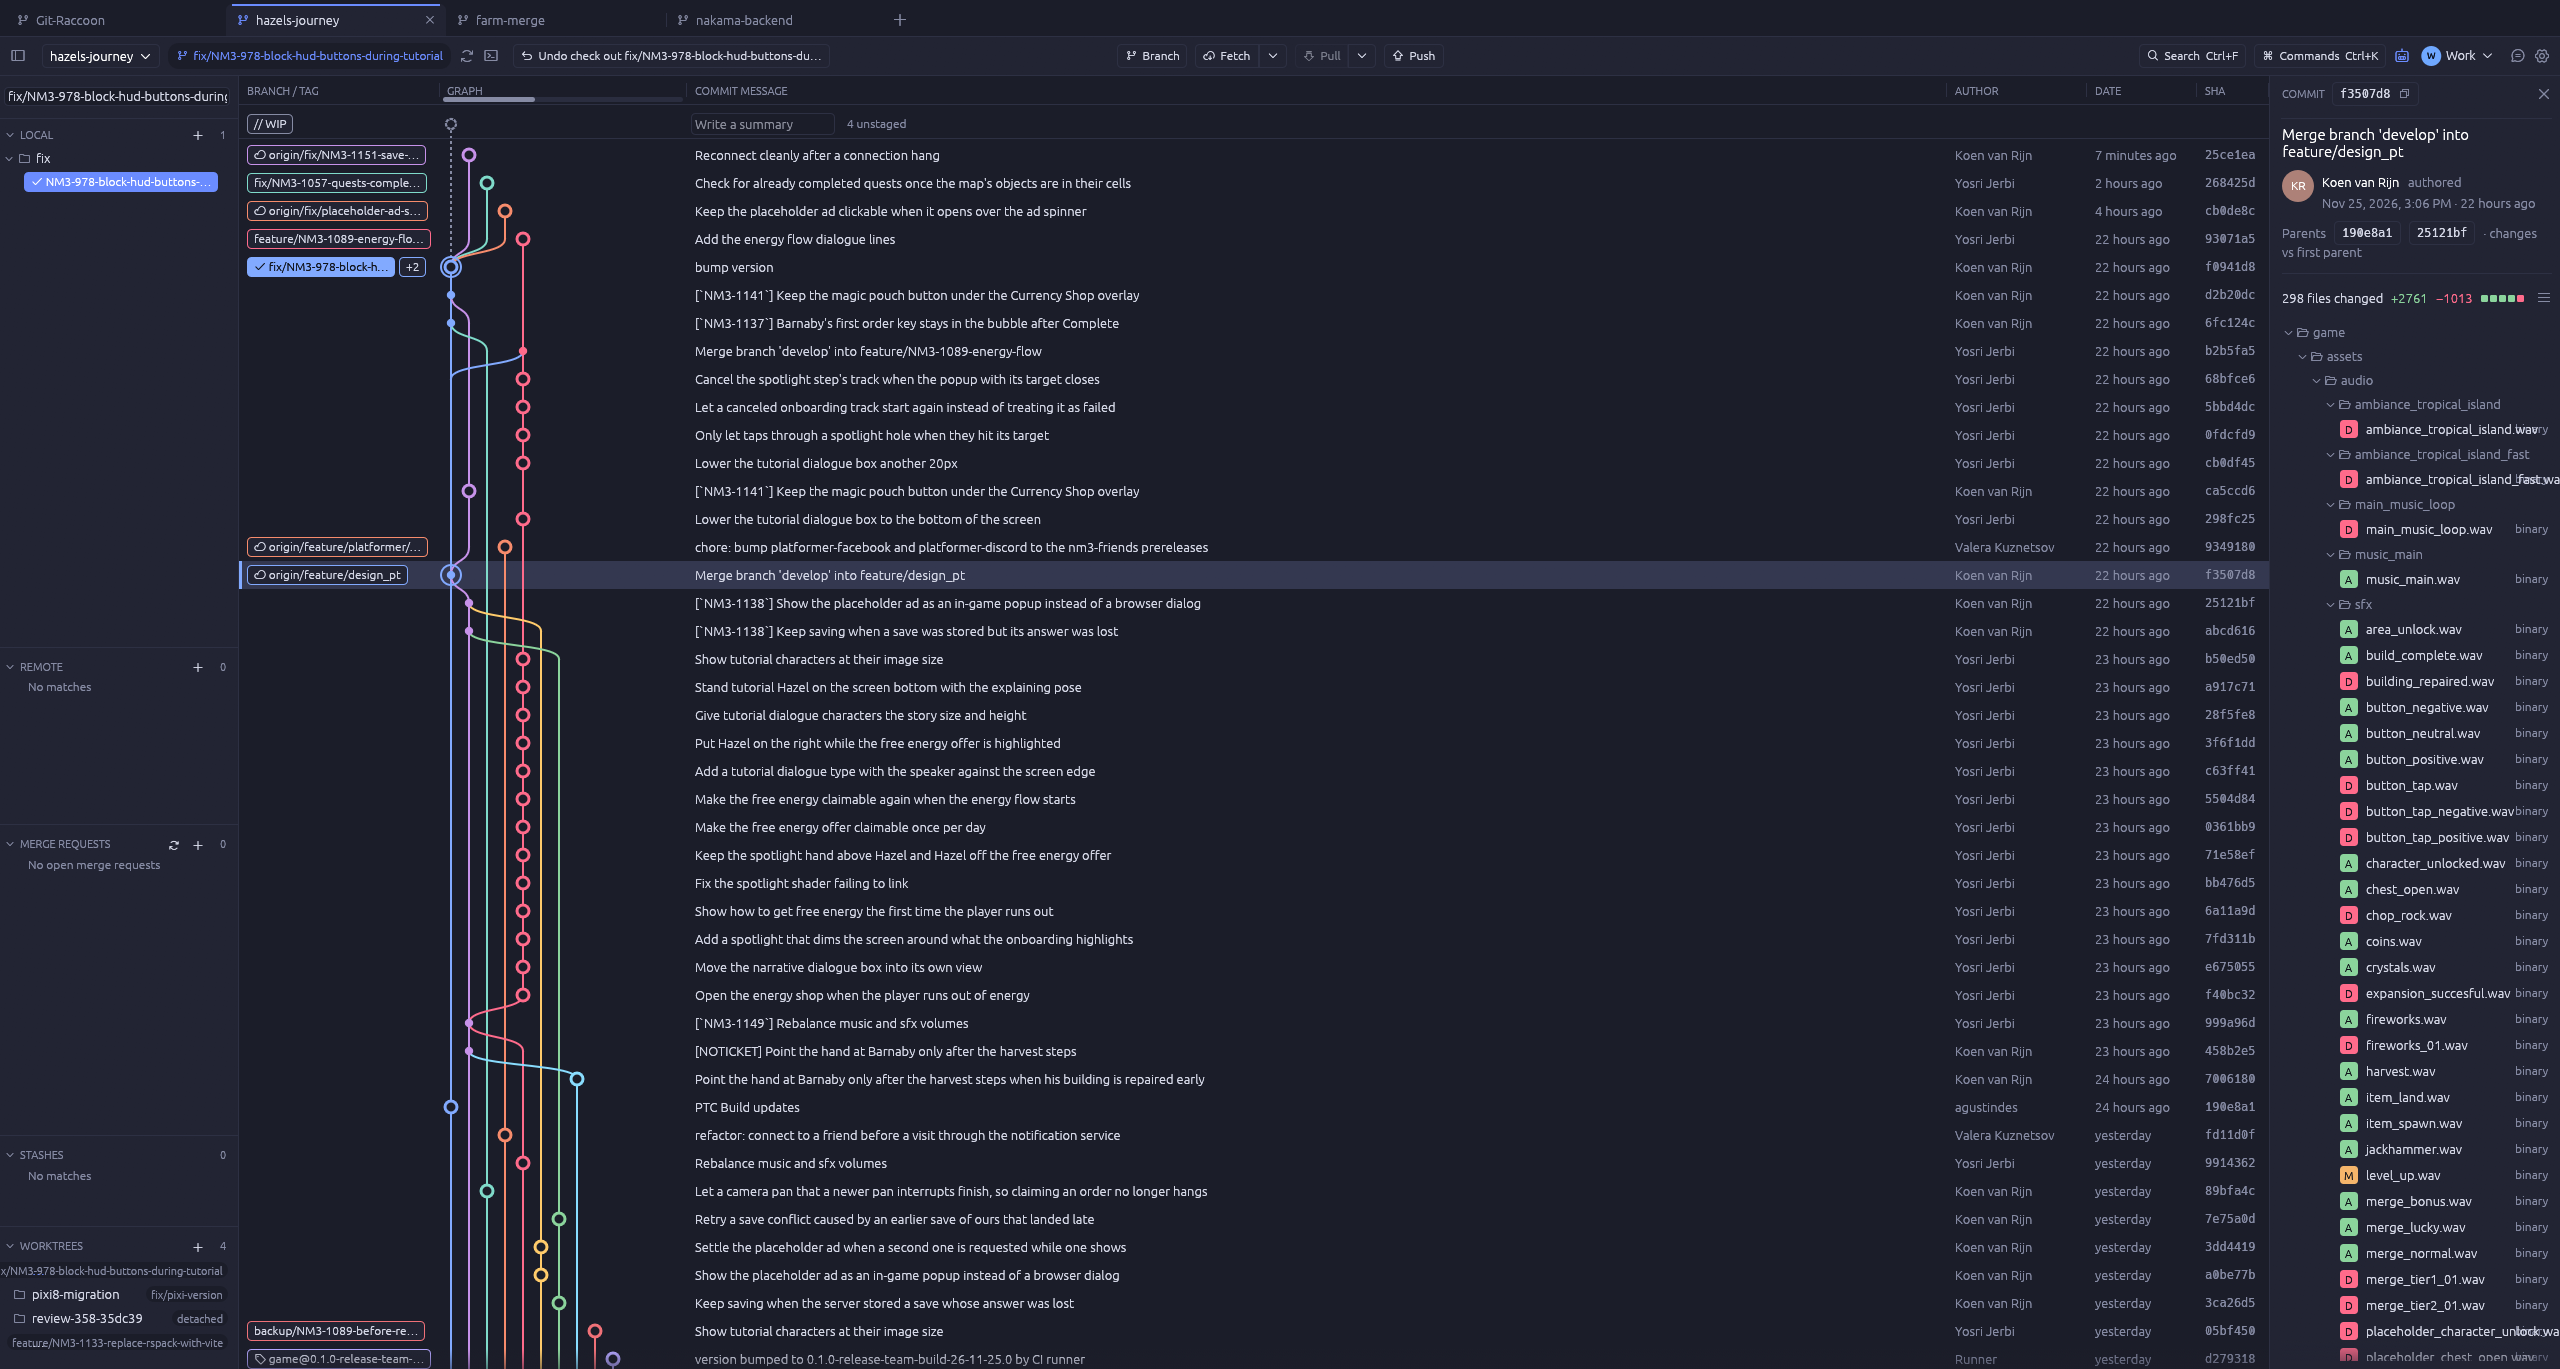 Git-Raccoon
hazels-journey
farm-merge
nakama-backend
hazels-journey
fix/NM3-978-block-hud-buttons-during-tutorial
Undo check out fix/NM3-978-block-hud-buttons-du...
Branch
Fetch
Pull
Push
Search Ctrl+F
Commands Ctrl+K
W Work
fix/NM3-978-block-hud-buttons-during
LOCAL 1
fix
NM3-978-block-hud-buttons-...
REMOTE 0
No matches
MERGE REQUESTS 0
No open merge requests
STASHES 0
No matches
WORKTREES 4
x/NM3-978-block-hud-buttons-during-tutorial
pixi8-migration fix/pixi-version
review-358-35dc39 detached
feature/NM3-1133-replace-rspack-with-vite
BRANCH / TAG GRAPH COMMIT MESSAGE AUTHOR DATE SHA
// WIP Write a summary 4 unstaged
origin/fix/NM3-1151-save-... Reconnect cleanly after a connection hang Koen van Rijn 7 minutes ago 25ce1ea
fix/NM3-1057-quests-comple... Check for already completed quests once the map's objects are in their cells Yosri Jerbi 2 hours ago 268425d
origin/fix/placeholder-ad-s... Keep the placeholder ad clickable when it opens over the ad spinner Koen van Rijn 4 hours ago cb0de8c
feature/NM3-1089-energy-flo... Add the energy flow dialogue lines Yosri Jerbi 22 hours ago 93071a5
fix/NM3-978-block-h... +2 bump version Koen van Rijn 22 hours ago f0941d8
[`NM3-1141`] Keep the magic pouch button under the Currency Shop overlay Koen van Rijn 22 hours ago d2b20dc
[`NM3-1137`] Barnaby's first order key stays in the bubble after Complete Koen van Rijn 22 hours ago 6fc124c
Merge branch 'develop' into feature/NM3-1089-energy-flow Yosri Jerbi 22 hours ago b2b5fa5
Cancel the spotlight step's track when the popup with its target closes Yosri Jerbi 22 hours ago 68bfce6
Let a canceled onboarding track start again instead of treating it as failed Yosri Jerbi 22 hours ago 5bbd4dc
Only let taps through a spotlight hole when they hit its target Yosri Jerbi 22 hours ago 0fdcfd9
Lower the tutorial dialogue box another 20px Yosri Jerbi 22 hours ago cb0df45
[`NM3-1141`] Keep the magic pouch button under the Currency Shop overlay Koen van Rijn 22 hours ago ca5ccd6
Lower the tutorial dialogue box to the bottom of the screen Yosri Jerbi 22 hours ago 298fc25
origin/feature/platformer/... chore: bump platformer-facebook and platformer-discord to the nm3-friends prereleases Valera Kuznetsov 22 hours ago 9349180
origin/feature/design_pt Merge branch 'develop' into feature/design_pt Koen van Rijn 22 hours ago f3507d8
[`NM3-1138`] Show the placeholder ad as an in-game popup instead of a browser dialog Koen van Rijn 22 hours ago 25121bf
[`NM3-1138`] Keep saving when a save was stored but its answer was lost Koen van Rijn 22 hours ago abcd616
Show tutorial characters at their image size Yosri Jerbi 23 hours ago b50ed50
Stand tutorial Hazel on the screen bottom with the explaining pose Yosri Jerbi 23 hours ago a917c71
Give tutorial dialogue characters the story size and height Yosri Jerbi 23 hours ago 28f5fe8
Put Hazel on the right while the free energy offer is highlighted Yosri Jerbi 23 hours ago 3f6f1dd
Add a tutorial dialogue type with the speaker against the screen edge Yosri Jerbi 23 hours ago c63ff41
Make the free energy claimable again when the energy flow starts Yosri Jerbi 23 hours ago 5504d84
Make the free energy offer claimable once per day Yosri Jerbi 23 hours ago 0361bb9
Keep the spotlight hand above Hazel and Hazel off the free energy offer Yosri Jerbi 23 hours ago 71e58ef
Fix the spotlight shader failing to link Yosri Jerbi 23 hours ago bb476d5
Show how to get free energy the first time the player runs out Yosri Jerbi 23 hours ago 6a11a9d
Add a spotlight that dims the screen around what the onboarding highlights Yosri Jerbi 23 hours ago 7fd311b
Move the narrative dialogue box into its own view Yosri Jerbi 23 hours ago e675055
Open the energy shop when the player runs out of energy Yosri Jerbi 23 hours ago f40bc32
[`NM3-1149`] Rebalance music and sfx volumes Yosri Jerbi 23 hours ago 999a96d
[NOTICKET] Point the hand at Barnaby only after the harvest steps Koen van Rijn 23 hours ago 458b2e5
Point the hand at Barnaby only after the harvest steps when his building is repaired early Koen van Rijn 24 hours ago 7006180
PTC Build updates agustindes 24 hours ago 190e8a1
refactor: connect to a friend before a visit through the notification service Valera Kuznetsov yesterday fd11d0f
Rebalance music and sfx volumes Yosri Jerbi yesterday 9914362
Let a camera pan that a newer pan interrupts finish, so claiming an order no longer hangs Koen van Rijn yesterday 89bfa4c
Retry a save conflict caused by an earlier save of ours that landed late Koen van Rijn yesterday 7e75a0d
Settle the placeholder ad when a second one is requested while one shows Koen van Rijn yesterday 3dd4419
Show the placeholder ad as an in-game popup instead of a browser dialog Koen van Rijn yesterday a0be77b
Keep saving when the server stored a save whose answer was lost Koen van Rijn yesterday 3ca26d5
backup/NM3-1089-before-re... Show tutorial characters at their image size Yosri Jerbi yesterday 05bf450
game@0.1.0-release-team-... version bumped to 0.1.0-release-team-build-26-11-25.0 by CI runner Runner yesterday d279318
COMMIT f3507d8
Merge branch 'develop' into
feature/design_pt
KR Koen van Rijn authored
Nov 25, 2026, 3:06 PM · 22 hours ago
Parents 190e8a1 25121bf · changes
vs first parent
298 files changed +2761 −1013
game
assets
audio
ambiance_tropical_island
D ambiance_tropical_island.wav binary
ambiance_tropical_island_fast
D ambiance_tropical_island_fast.wa
main_music_loop
D main_music_loop.wav binary
music_main
A music_main.wav binary
sfx
A area_unlock.wav binary
A build_complete.wav binary
D building_repaired.wav binary
A button_negative.wav binary
A button_neutral.wav binary
A button_positive.wav binary
D button_tap.wav binary
D button_tap_negative.wav binary
D button_tap_positive.wav binary
A character_unlocked.wav binary
A chest_open.wav binary
D chop_rock.wav binary
A coins.wav binary
A crystals.wav binary
D expansion_succesful.wav binary
A fireworks.wav binary
D fireworks_01.wav binary
A harvest.wav binary
A item_land.wav binary
A item_spawn.wav binary
A jackhammer.wav binary
M level_up.wav binary
A merge_bonus.wav binary
A merge_lucky.wav binary
A merge_normal.wav binary
D merge_tier1_01.wav binary
D merge_tier2_01.wav binary
D placeholder_character_unlock.wa
D placeholder_chest_open.wav binary